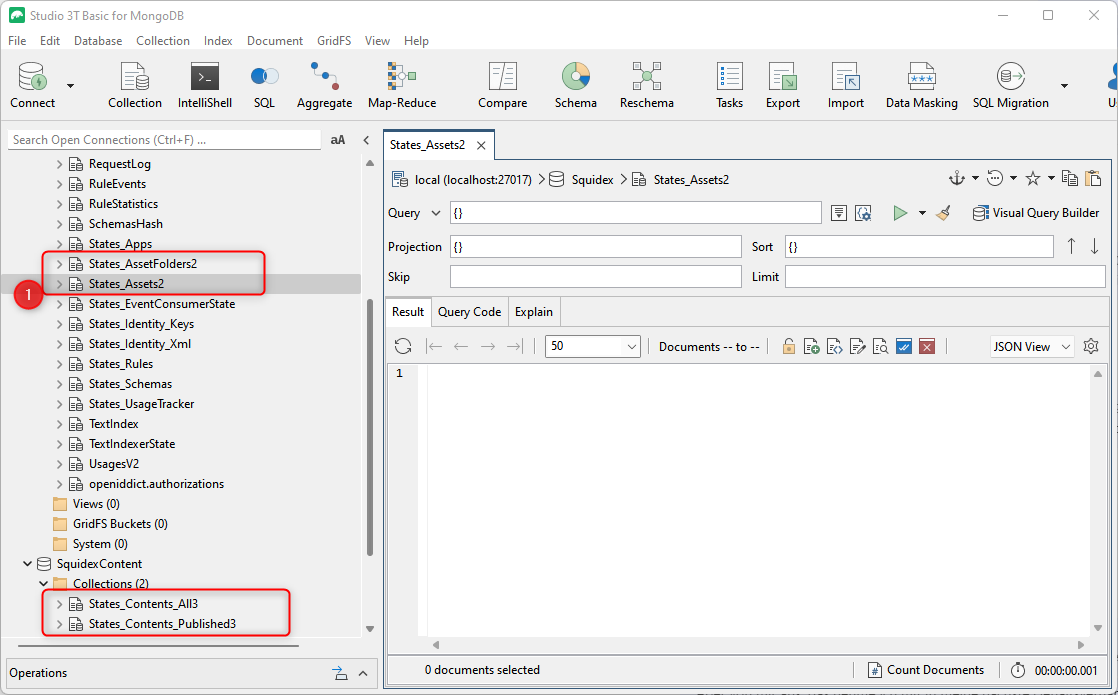 Studio 3T Basic for MongoDB
File Edit Database Collection Index Document GridFS View Help
Connect Collection IntelliShell SQL Aggregate Map-Reduce Compare Schema Reschema Tasks Export Import Data Masking SQL Migration
Search Open Connections (Ctrl+F) ... aA
RequestLog
RuleEvents
RuleStatistics
SchemasHash
States_Apps
States_AssetFolders2
States_Assets2
1
States_EventConsumerState
States_Identity_Keys
States_Identity_Xml
States_Rules
States_Schemas
States_UsageTracker
TextIndex
TextIndexerState
UsagesV2
openiddict.authorizations
Views (0)
GridFS Buckets (0)
System (0)
SquidexContent
Collections (2)
States_Contents_All3
States_Contents_Published3
Operations
States_Assets2
local (localhost:27017) Squidex States_Assets2
Query {} Visual Query Builder
Projection {} Sort {}
Skip Limit
Result Query Code Explain
50 Documents -- to -- JSON View
1
0 documents selected Count Documents 00:00:00.001